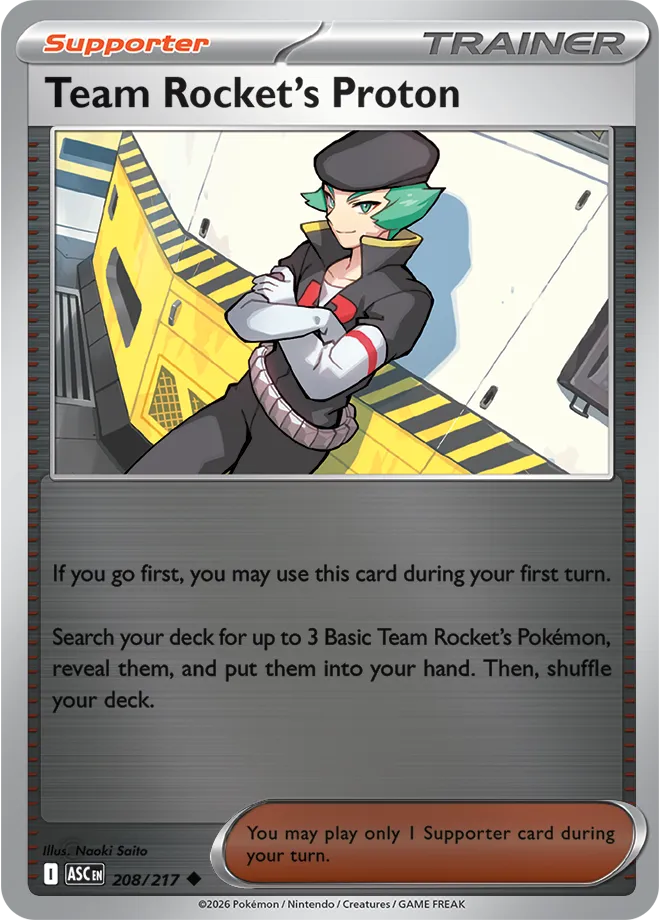 Supporter
TRAINER
Team Rocket's Proton
If you go first, you may use this card during your first turn.
Search your deck for up to 3 Basic Team Rocket's Pokémon,
reveal them, and put them into your hand. Then, shuffle
your deck.
You may play only 1 Supporter card during
your turn.
Illus. Naoki Saito
I ASC EN 208/217
©2026 Pokémon / Nintendo / Creatures / GAME FREAK